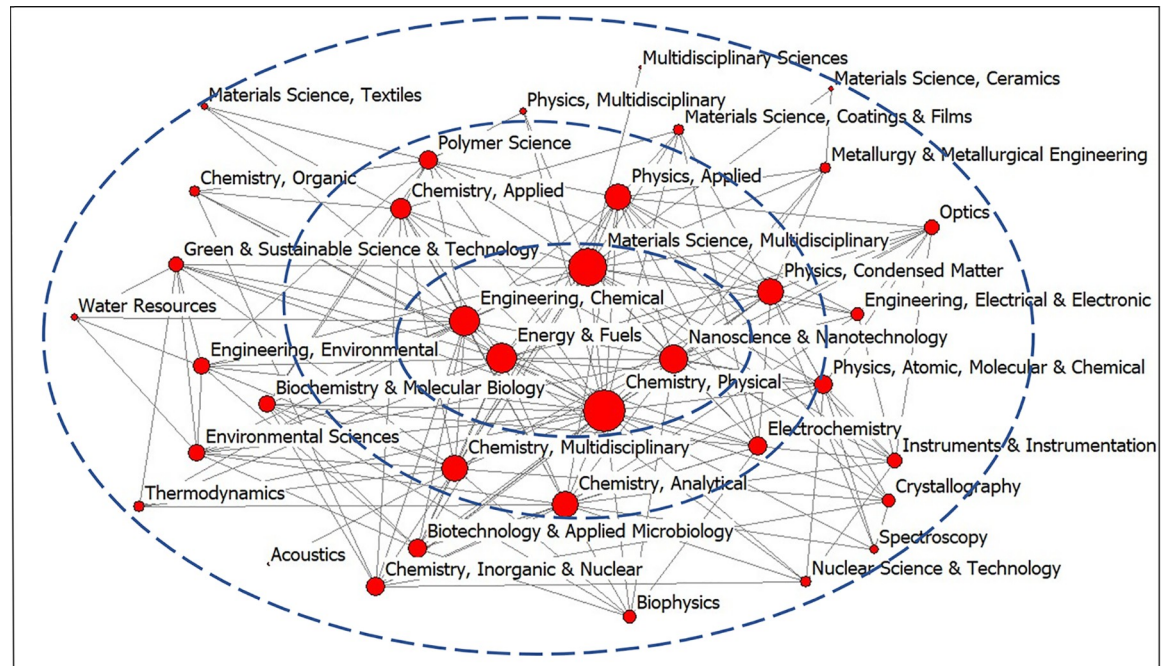 Multidisciplinary Sciences
Materials Science, Ceramics
Materials Science, Textiles
Physics, Multidisciplinary
Materials Science, Coatings & Films
Polymer Science
Metallurgy & Metallurgical Engineering
Chemistry, Organic
Chemistry, Applied
Physics, Applied
Optics
Green & Sustainable Science & Technology
Materials Science, Multidisciplinary
Physics, Condensed Matter
Water Resources
Engineering, Chemical
Engineering, Electrical & Electronic
Energy & Fuels
Nanoscience & Nanotechnology
Engineering, Environmental
Physics, Atomic, Molecular & Chemical
Biochemistry & Molecular Biology
Chemistry, Physical
Electrochemistry
Environmental Sciences
Chemistry, Multidisciplinary
Instruments & Instrumentation
Chemistry, Analytical
Crystallography
Thermodynamics
Biotechnology & Applied Microbiology
Spectroscopy
Acoustics
Chemistry, Inorganic & Nuclear
Nuclear Science & Technology
Biophysics